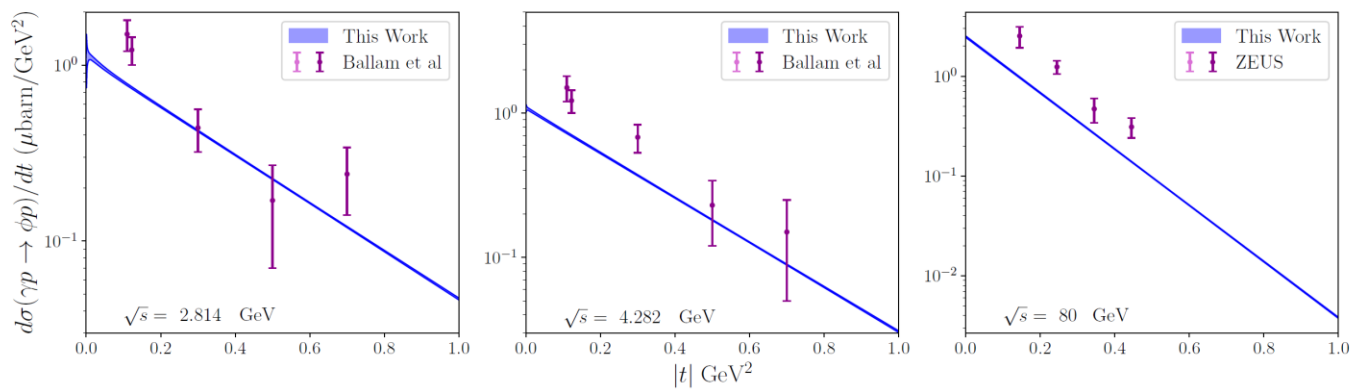 dσ(γp → ϕp)/dt (μbarn/GeV²)
10⁰
10⁻¹
0.0 0.2 0.4 0.6 0.8 1.0
This Work
Ballam et al
√s = 2.814 GeV
10⁰
10⁻¹
0.0 0.2 0.4 0.6 0.8 1.0
This Work
Ballam et al
√s = 4.282 GeV
|t| GeV²
10⁰
10⁻¹
10⁻²
0.0 0.2 0.4 0.6 0.8 1.0
This Work
ZEUS
√s = 80 GeV